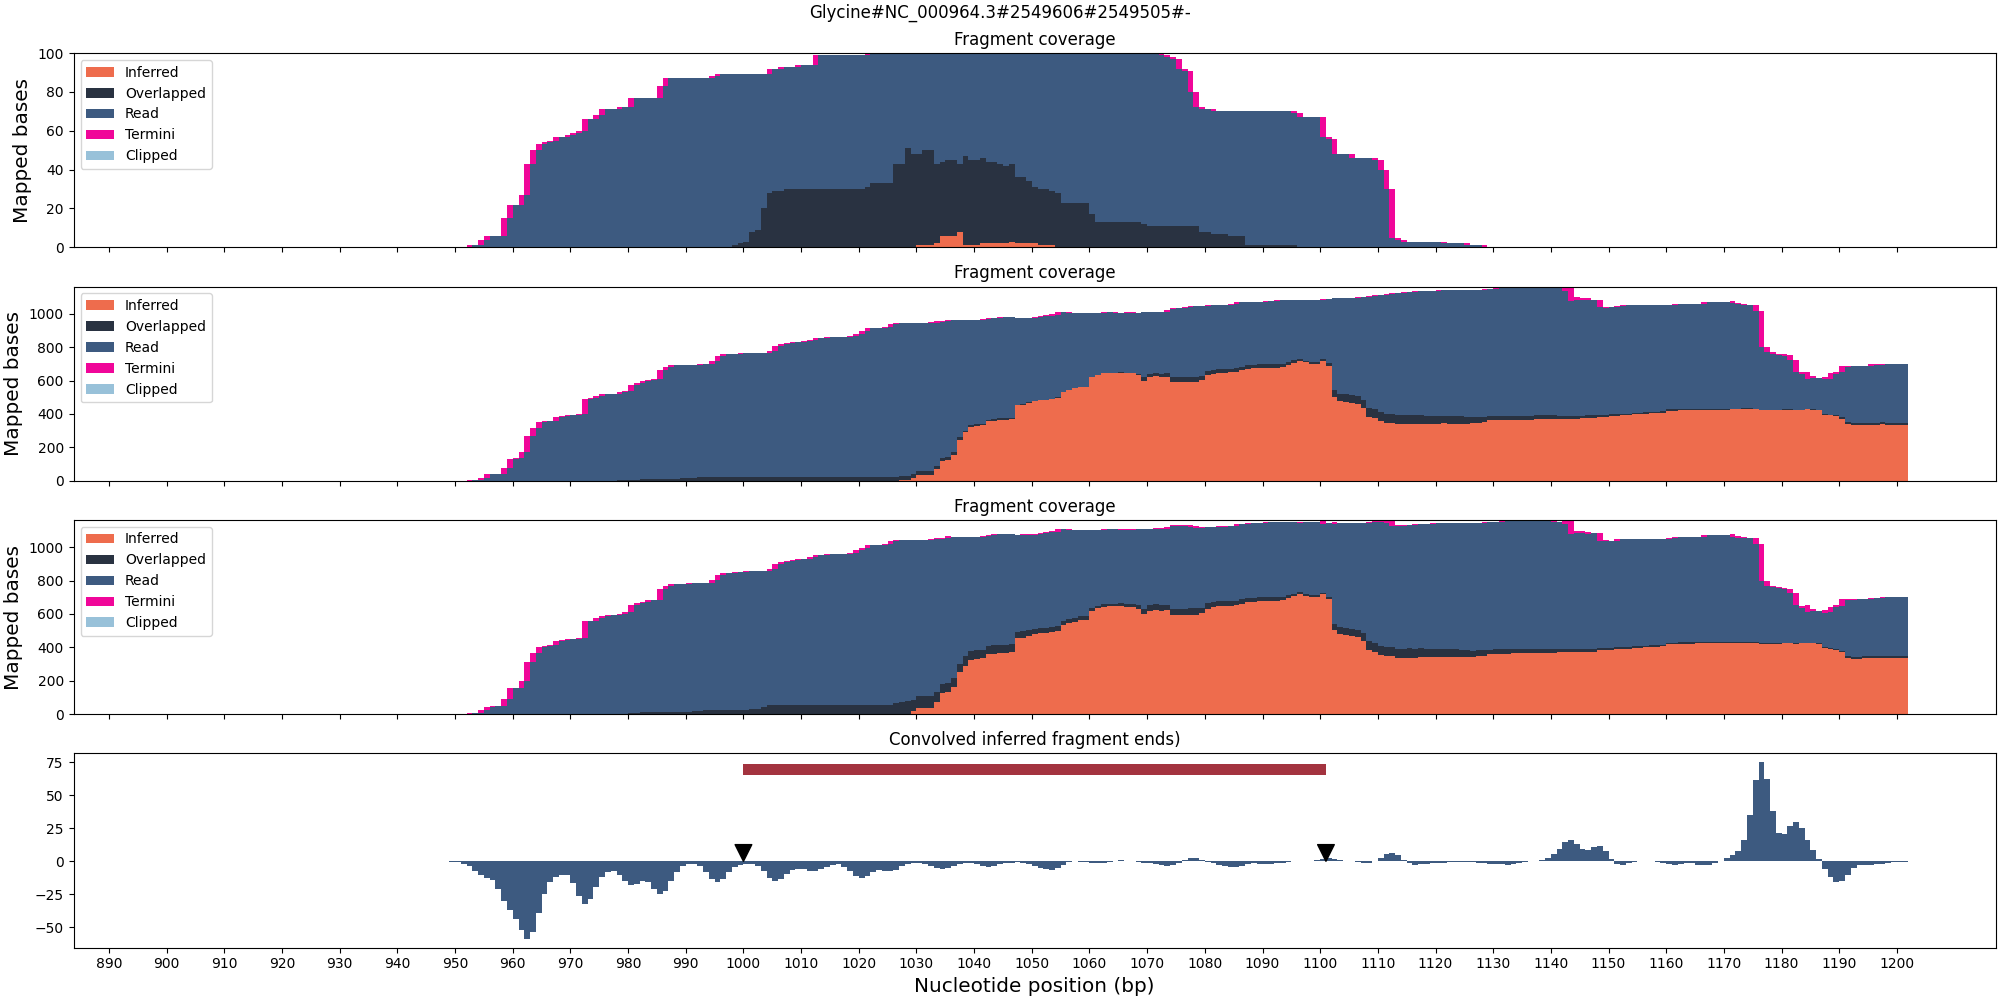 Glycine#NC_000964.3#2549606#2549505#-
Fragment coverage
Mapped bases
100
80
60
40
20
0
Inferred
Overlapped
Read
Termini
Clipped
Fragment coverage
Mapped bases
1000
800
600
400
200
0
Inferred
Overlapped
Read
Termini
Clipped
Fragment coverage
Mapped bases
1000
800
600
400
200
0
Inferred
Overlapped
Read
Termini
Clipped
Convolved inferred fragment ends)
75
50
25
0
−25
−50
890 900 910 920 930 940 950 960 970 980 990 1000 1010 1020 1030 1040 1050 1060 1070 1080 1090 1100 1110 1120 1130 1140 1150 1160 1170 1180 1190 1200
Nucleotide position (bp)